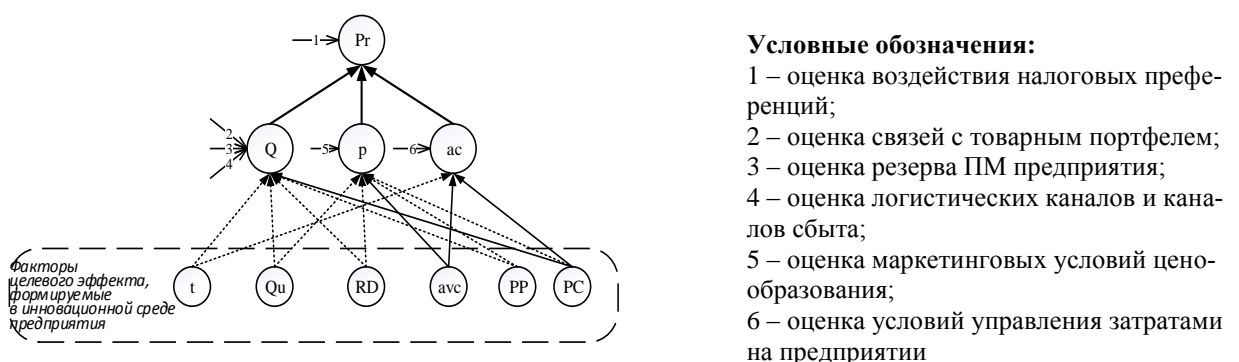 1
Pr
2
3
4
Q
5
p
6
ac
Факторы
целевого эффекта,
формируемые
в инновационной среде
предприятия
t
Qu
RD
avc
PP
PC
Условные обозначения:
1 – оценка воздействия налоговых префе-
ренций;
2 – оценка связей с товарным портфелем;
3 – оценка резерва ПМ предприятия;
4 – оценка логистических каналов и кана-
лов сбыта;
5 – оценка маркетинговых условий цено-
образования;
6 – оценка условий управления затратами
на предприятии